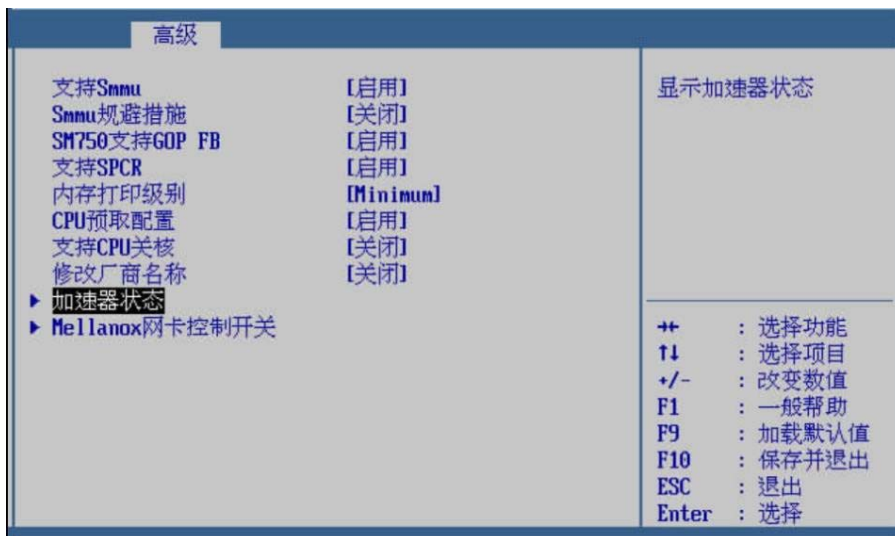 高级
支持Smmu [启用]
Smmu规避措施 [关闭]
SM750支持GOP FB [启用]
支持SPCR [启用]
内存打印级别 [Minimum]
CPU预取配置 [启用]
支持CPU关核 [关闭]
修改厂商名称 [关闭]
▶ 加速器状态
▶ Mellanox网卡控制开关
显示加速器状态
→← : 选择功能
↑↓ : 选择项目
+/- : 改变数值
F1 : 一般帮助
F9 : 加载默认值
F10 : 保存并退出
ESC : 退出
Enter : 选择